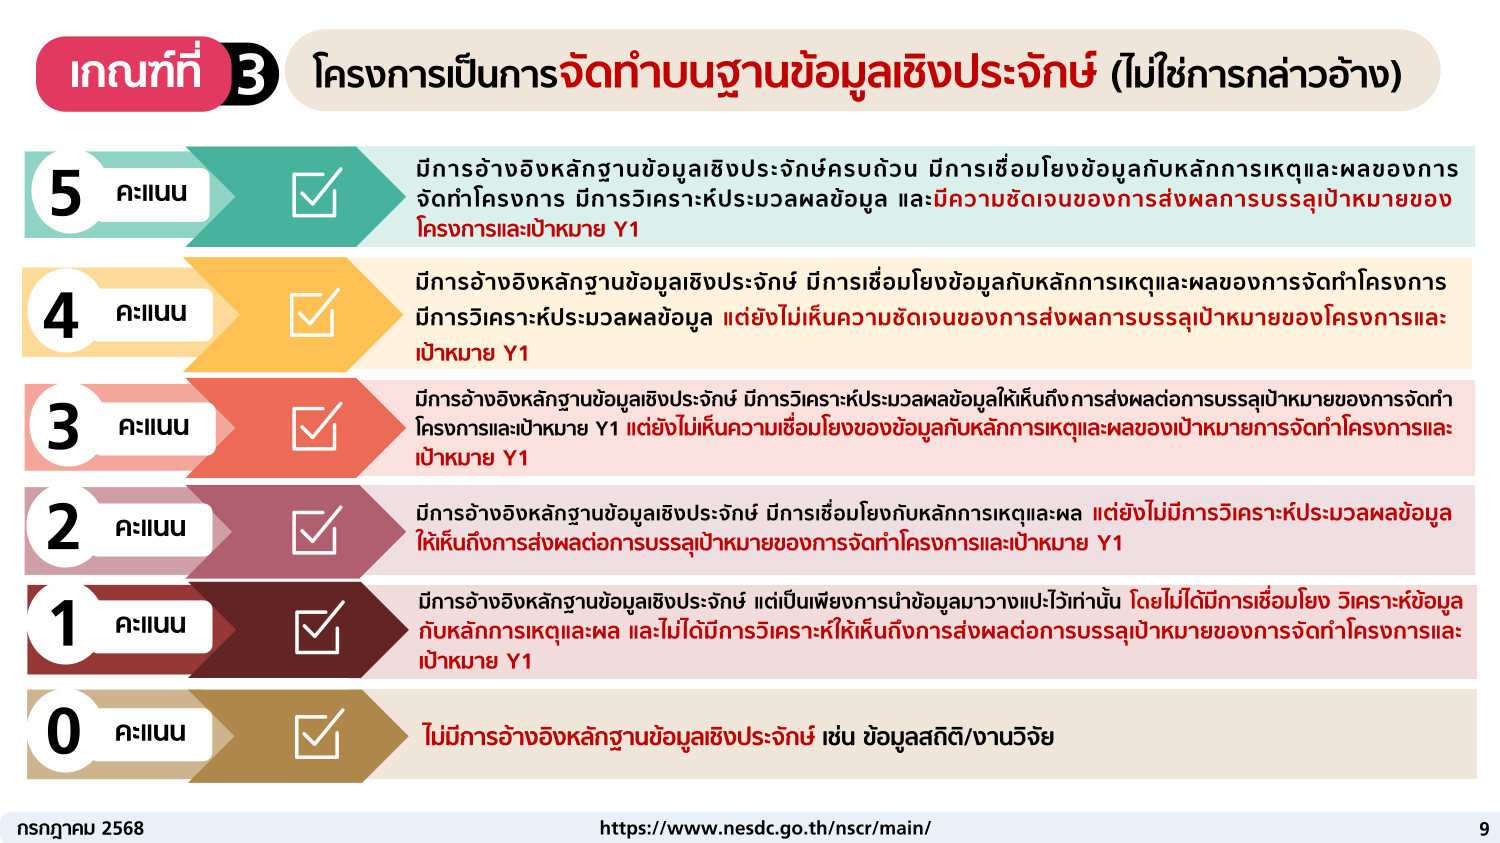 เกณฑ์ที่ 3 โครงการเป็นการจัดทำบนฐานข้อมูลเชิงประจักษ์ (ไม่ใช่การกล่าวอ้าง)
5 คะแนน
มีการอ้างอิงหลักฐานข้อมูลเชิงประจักษ์ครบถ้วน มีการเชื่อมโยงข้อมูลกับหลักการเหตุและผลของการ
จัดทำโครงการ มีการวิเคราะห์ประมวลผลข้อมูล และมีความชัดเจนของการส่งผลการบรรลุเป้าหมายของ
โครงการและเป้าหมาย Y1
4 คะแนน
มีการอ้างอิงหลักฐานข้อมูลเชิงประจักษ์ มีการเชื่อมโยงข้อมูลกับหลักการเหตุและผลของการจัดทำโครงการ
มีการวิเคราะห์ประมวลผลข้อมูล แต่ยังไม่เห็นความชัดเจนของการส่งผลการบรรลุเป้าหมายของโครงการและ
เป้าหมาย Y1
3 คะแนน
มีการอ้างอิงหลักฐานข้อมูลเชิงประจักษ์ มีการวิเคราะห์ประมวลผลข้อมูลให้เห็นถึงการส่งผลต่อการบรรลุเป้าหมายของการจัดทำ
โครงการและเป้าหมาย Y1 แต่ยังไม่เห็นความเชื่อมโยงของข้อมูลกับหลักการเหตุและผลของเป้าหมายการจัดทำโครงการและ
เป้าหมาย Y1
2 คะแนน
มีการอ้างอิงหลักฐานข้อมูลเชิงประจักษ์ มีการเชื่อมโยงกับหลักการเหตุและผล แต่ยังไม่มีการวิเคราะห์ประมวลผลข้อมูล
ให้เห็นถึงการส่งผลต่อการบรรลุเป้าหมายของการจัดทำโครงการและเป้าหมาย Y1
1 คะแนน
มีการอ้างอิงหลักฐานข้อมูลเชิงประจักษ์ แต่เป็นเพียงการนำข้อมูลมาวางแปะไว้เท่านั้น โดยไม่ได้มีการเชื่อมโยง วิเคราะห์ข้อมูล
กับหลักการเหตุและผล และไม่ได้มีการวิเคราะห์ให้เห็นถึงการส่งผลต่อการบรรลุเป้าหมายของการจัดทำโครงการและ
เป้าหมาย Y1
0 คะแนน
ไม่มีการอ้างอิงหลักฐานข้อมูลเชิงประจักษ์ เช่น ข้อมูลสถิติ/งานวิจัย
กรกฎาคม 2568 https://www.nesdc.go.th/nscr/main/ 9